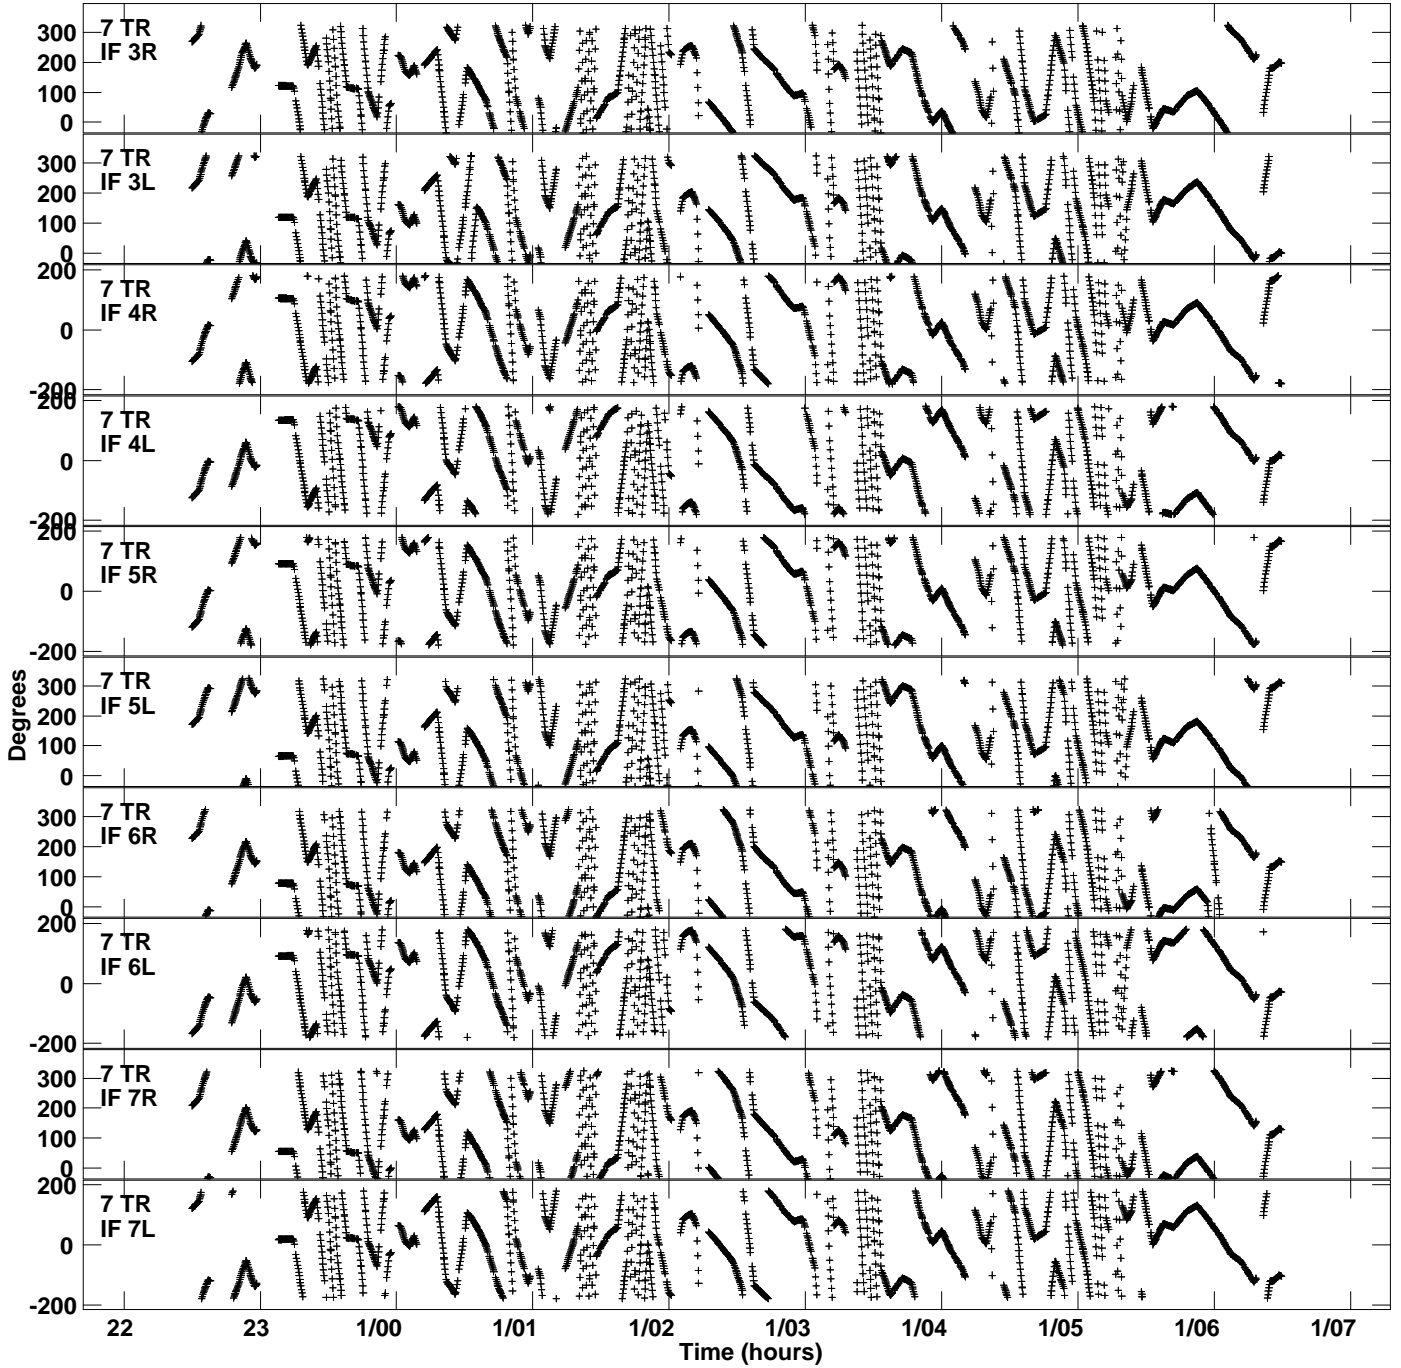 7 TR
IF 3R
300
200
100
0
7 TR
IF 3L
300
200
100
0
7 TR
IF 4R
200
0
-200
7 TR
IF 4L
200
0
-200
7 TR
IF 5R
200
0
-200
7 TR
IF 5L
300
200
100
0
7 TR
IF 6R
300
200
100
0
7 TR
IF 6L
200
0
-200
7 TR
IF 7R
300
200
100
0
7 TR
IF 7L
200
0
-200
Degrees
22 23 1/00 1/01 1/02 1/03 1/04 1/05 1/06 1/07
Time (hours)